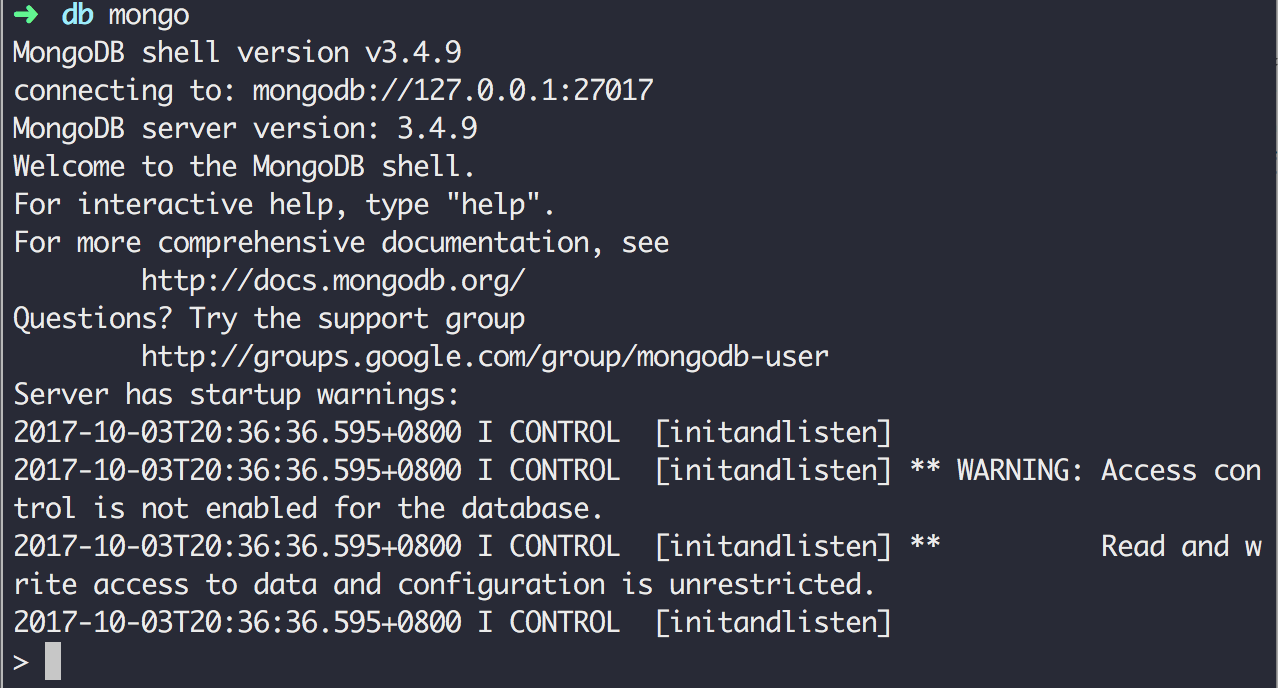 ➜ db mongo
MongoDB shell version v3.4.9
connecting to: mongodb://127.0.0.1:27017
MongoDB server version: 3.4.9
Welcome to the MongoDB shell.
For interactive help, type "help".
For more comprehensive documentation, see
        http://docs.mongodb.org/
Questions? Try the support group
        http://groups.google.com/group/mongodb-user
Server has startup warnings:
2017-10-03T20:36:36.595+0800 I CONTROL  [initandlisten]
2017-10-03T20:36:36.595+0800 I CONTROL  [initandlisten] ** WARNING: Access con
trol is not enabled for the database.
2017-10-03T20:36:36.595+0800 I CONTROL  [initandlisten] **          Read and w
rite access to data and configuration is unrestricted.
2017-10-03T20:36:36.595+0800 I CONTROL  [initandlisten]
>